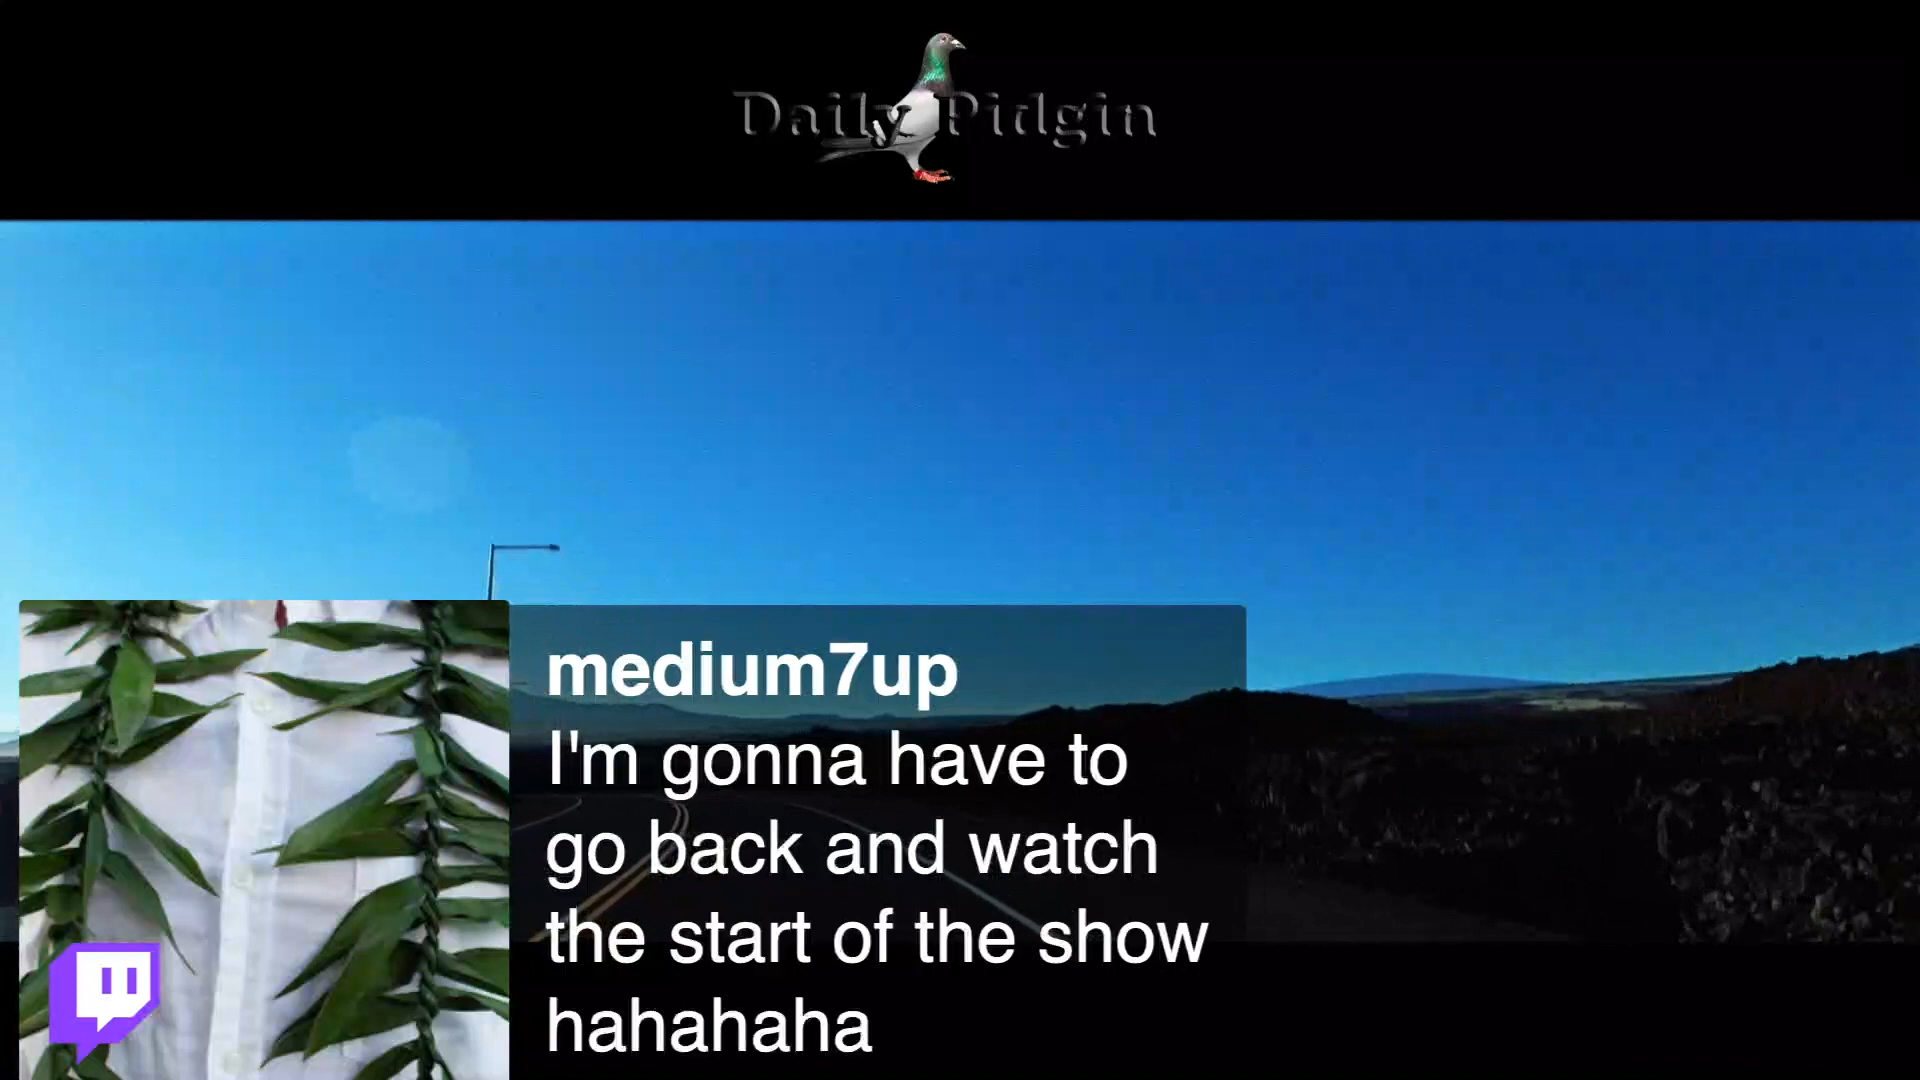 Daily Pidgin
medium7up
I'm gonna have to
go back and watch
the start of the show
hahahaha